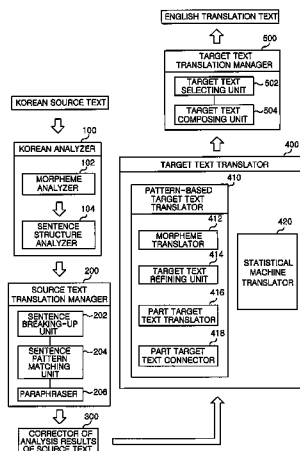 ENGLISH TRANSLATION TEXT
500
TARGET TEXT
TRANSLATION MANAGER
TARGET TEXT
SELECTING UNIT
502
TARGET TEXT
COMPOSING UNIT
504
KOREAN SOURCE TEXT
100
KOREAN ANALYZER
102
MORPHEME
ANALYZER
104
SENTENCE
STRUCTURE
ANALYZER
200
SOURCE TEXT
TRANSLATION MANAGER
SENTENCE
BREAKING-UP
UNIT
202
SENTENCE
PATTERN
MATCHING
UNIT
204
PARAPHRASER
206
300
CORRECTOR OF
ANALYSIS RESULTS
OF SOURCE TEXT
400
TARGET TEXT TRANSLATOR
410
PATTERN-BASED
TARGET TEXT
TRANSLATOR
412
MORPHEME
TRANSLATOR
414
TARGET TEXT
REFINING UNIT
416
PART TARGET
TEXT TRANSLATOR
418
PART TARGET
TEXT CONNECTOR
420
STATISTICAL
MACHINE
TRANSLATOR